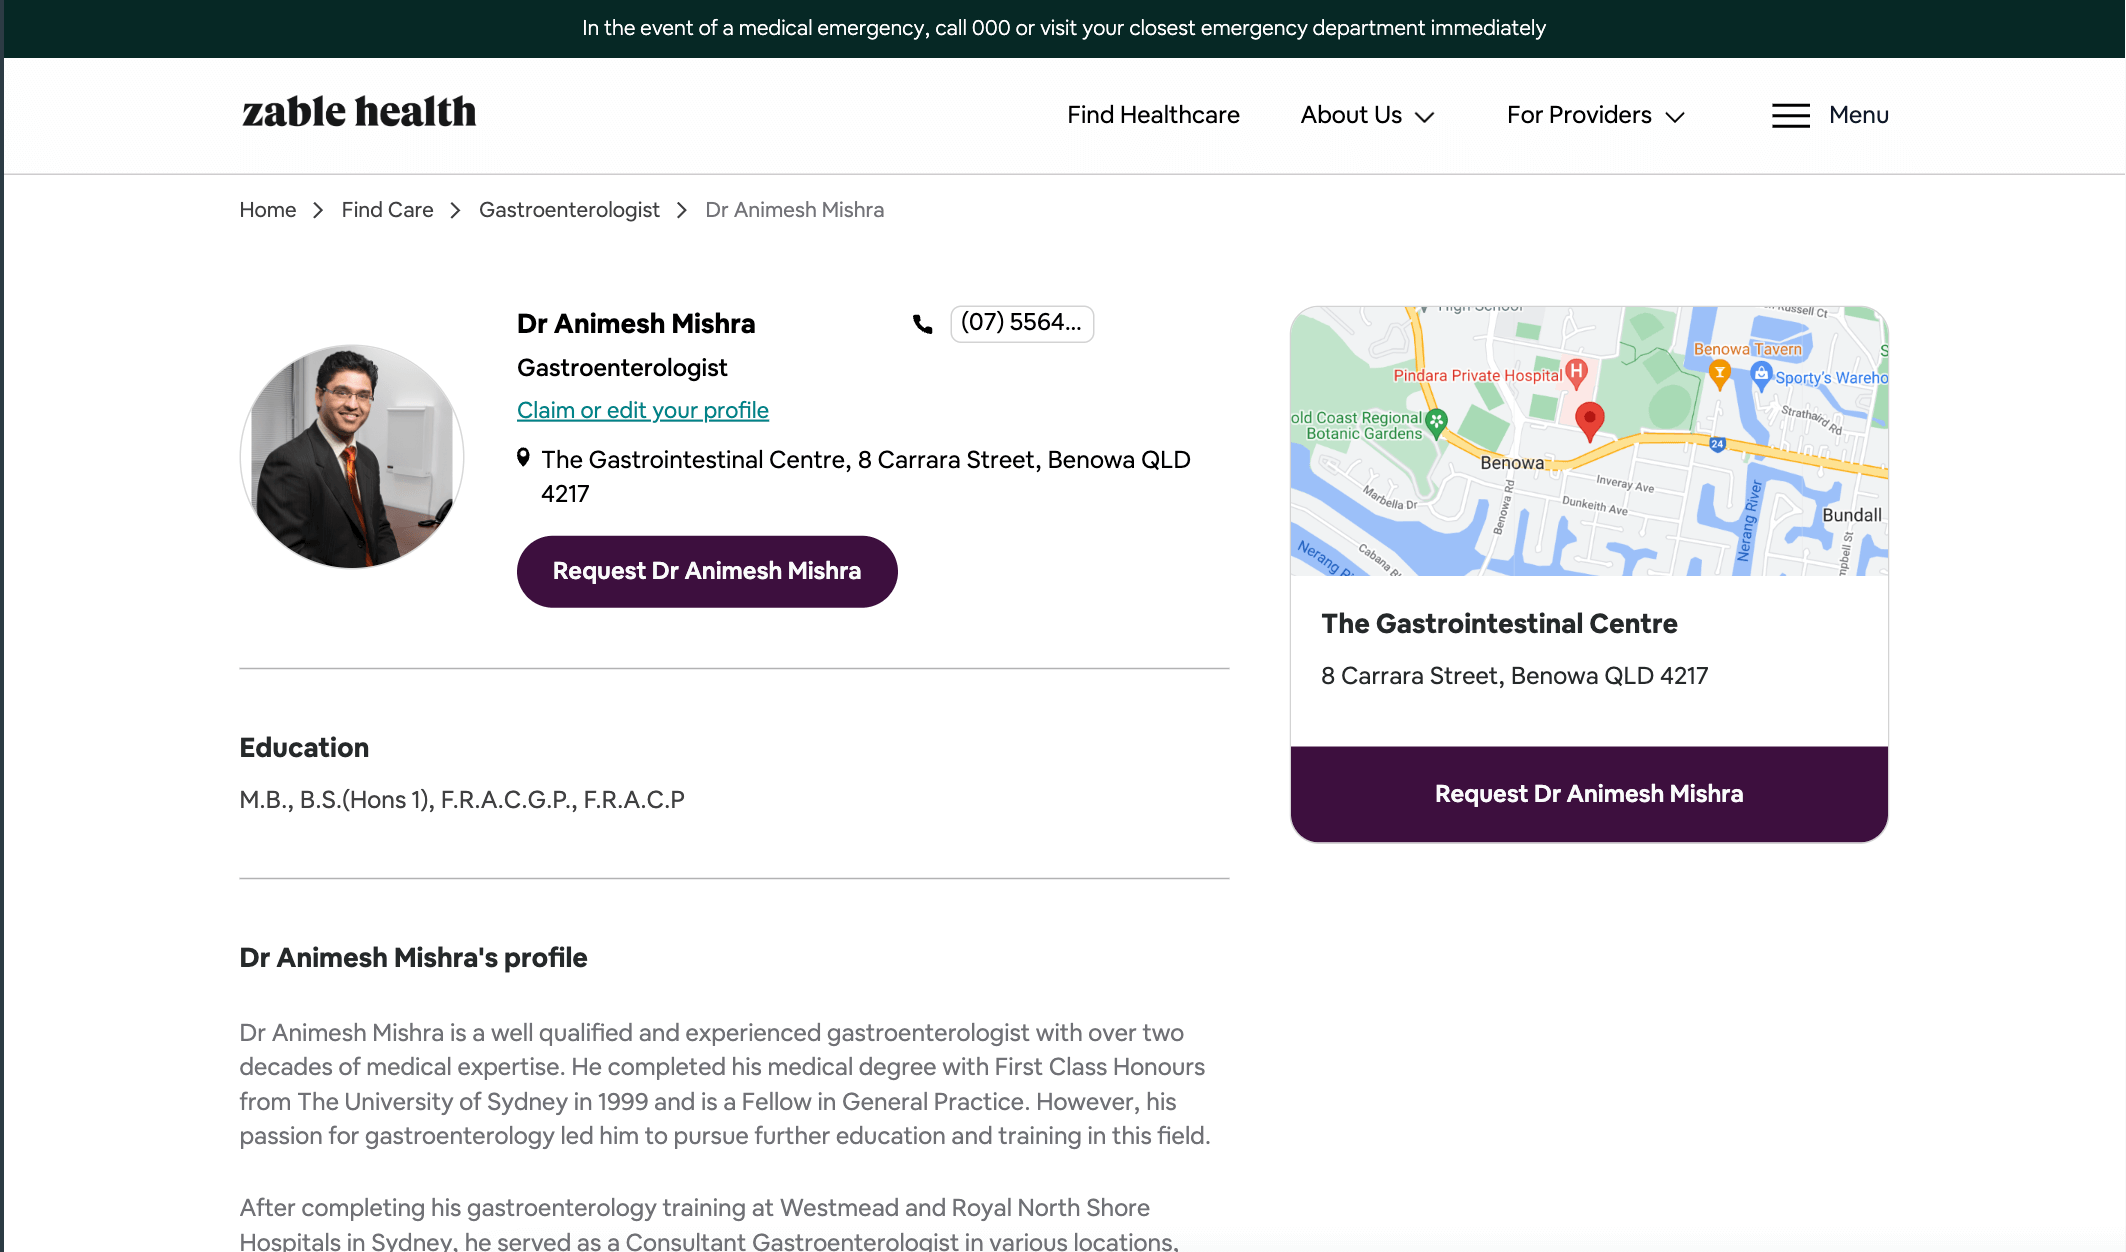 In the event of a medical emergency, call 000 or visit your closest emergency department immediately
zable health
Find Healthcare
About Us
For Providers
Menu
Home
Find Care
Gastroenterologist
Dr Animesh Mishra
Dr Animesh Mishra
(07) 5564...
Gastroenterologist
Claim or edit your profile
The Gastrointestinal Centre, 8 Carrara Street, Benowa QLD
4217
Request Dr Animesh Mishra
Education
M.B., B.S.(Hons 1), F.R.A.C.G.P., F.R.A.C.P
Dr Animesh Mishra's profile
Dr Animesh Mishra is a well qualified and experienced gastroenterologist with over two
decades of medical expertise. He completed his medical degree with First Class Honours
from The University of Sydney in 1999 and is a Fellow in General Practice. However, his
passion for gastroenterology led him to pursue further education and training in this field.
After completing his gastroenterology training at Westmead and Royal North Shore
Hospitals in Sydney, he served as a Consultant Gastroenterologist in various locations,
High School
Russell Ct
Benowa Tavern
Pindara Private Hospital
H
Sporty's Wareho
old Coast Regional
Botanic Gardens
Strathaird Rd
24
Benowa
Inveray Ave
Marbella Dr
Dunkeith Ave
Benowa Rd
Nerang River
Bundall
Nerang R
Cabana B
mpbell St
The Gastrointestinal Centre
8 Carrara Street, Benowa QLD 4217
Request Dr Animesh Mishra